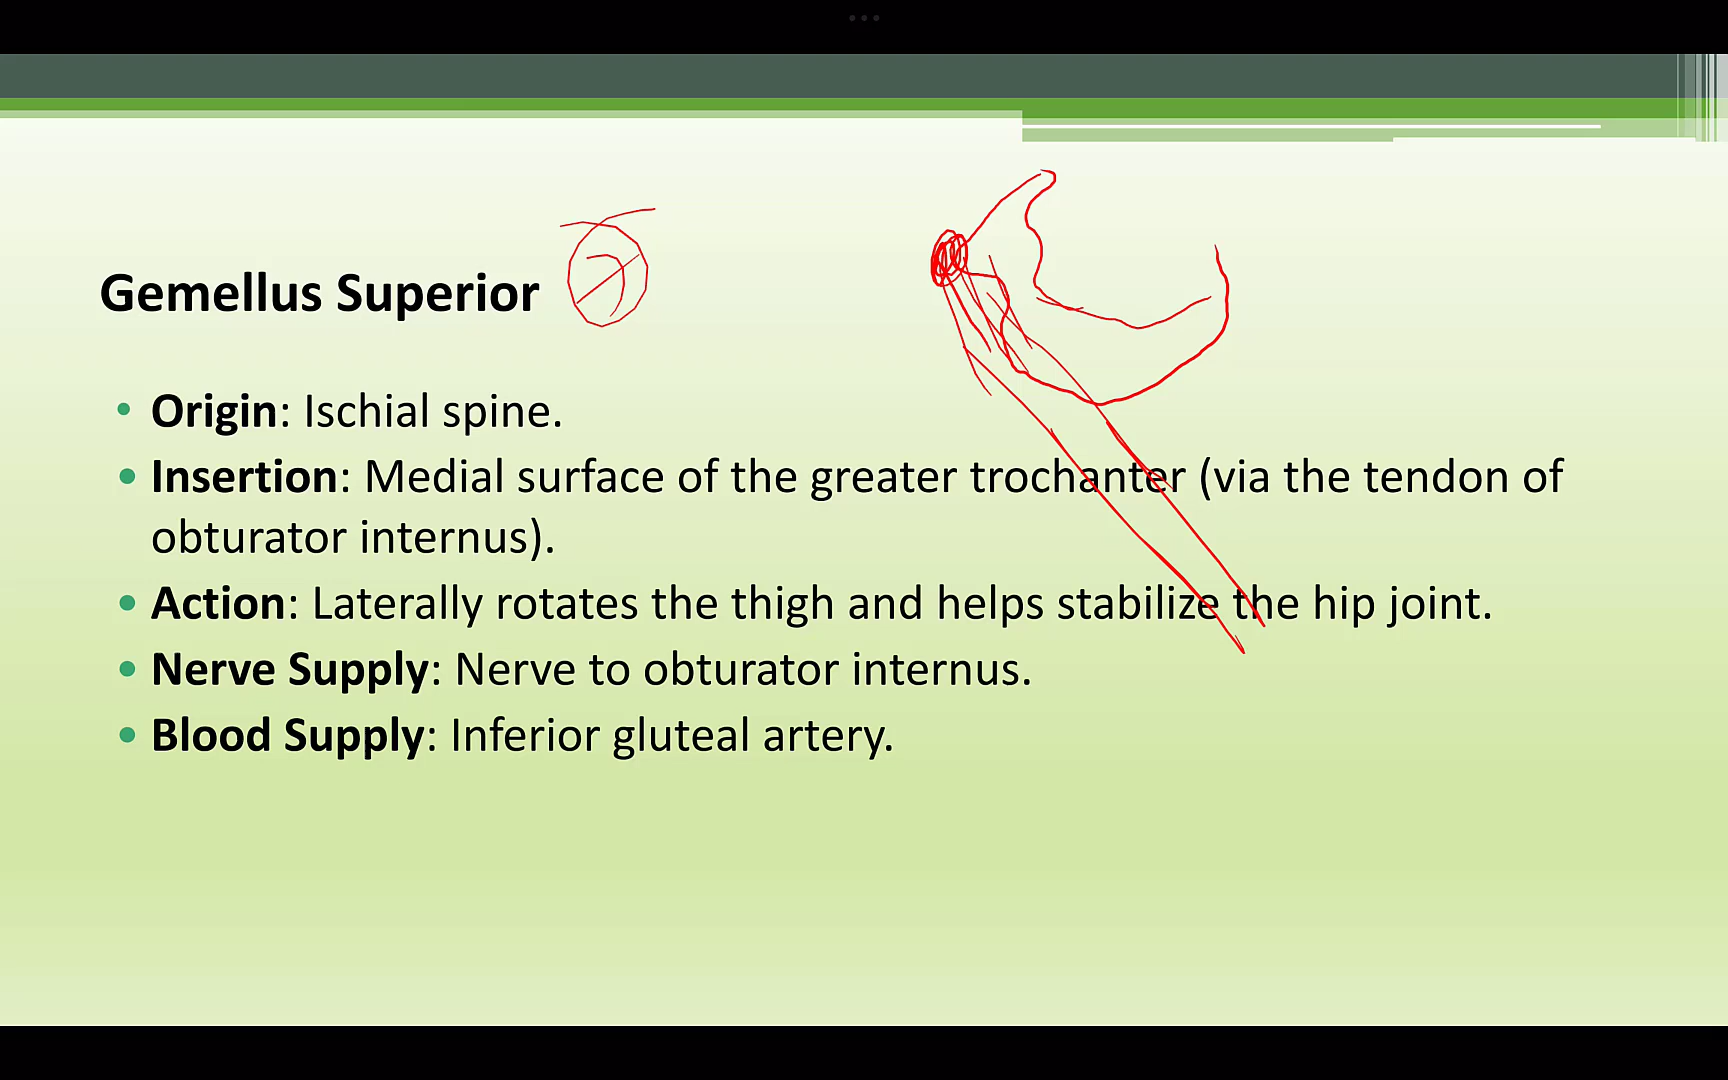 Gemellus Superior
• Origin: Ischial spine.
• Insertion: Medial surface of the greater trochanter (via the tendon of
obturator internus).
• Action: Laterally rotates the thigh and helps stabilize the hip joint.
• Nerve Supply: Nerve to obturator internus.
• Blood Supply: Inferior gluteal artery.